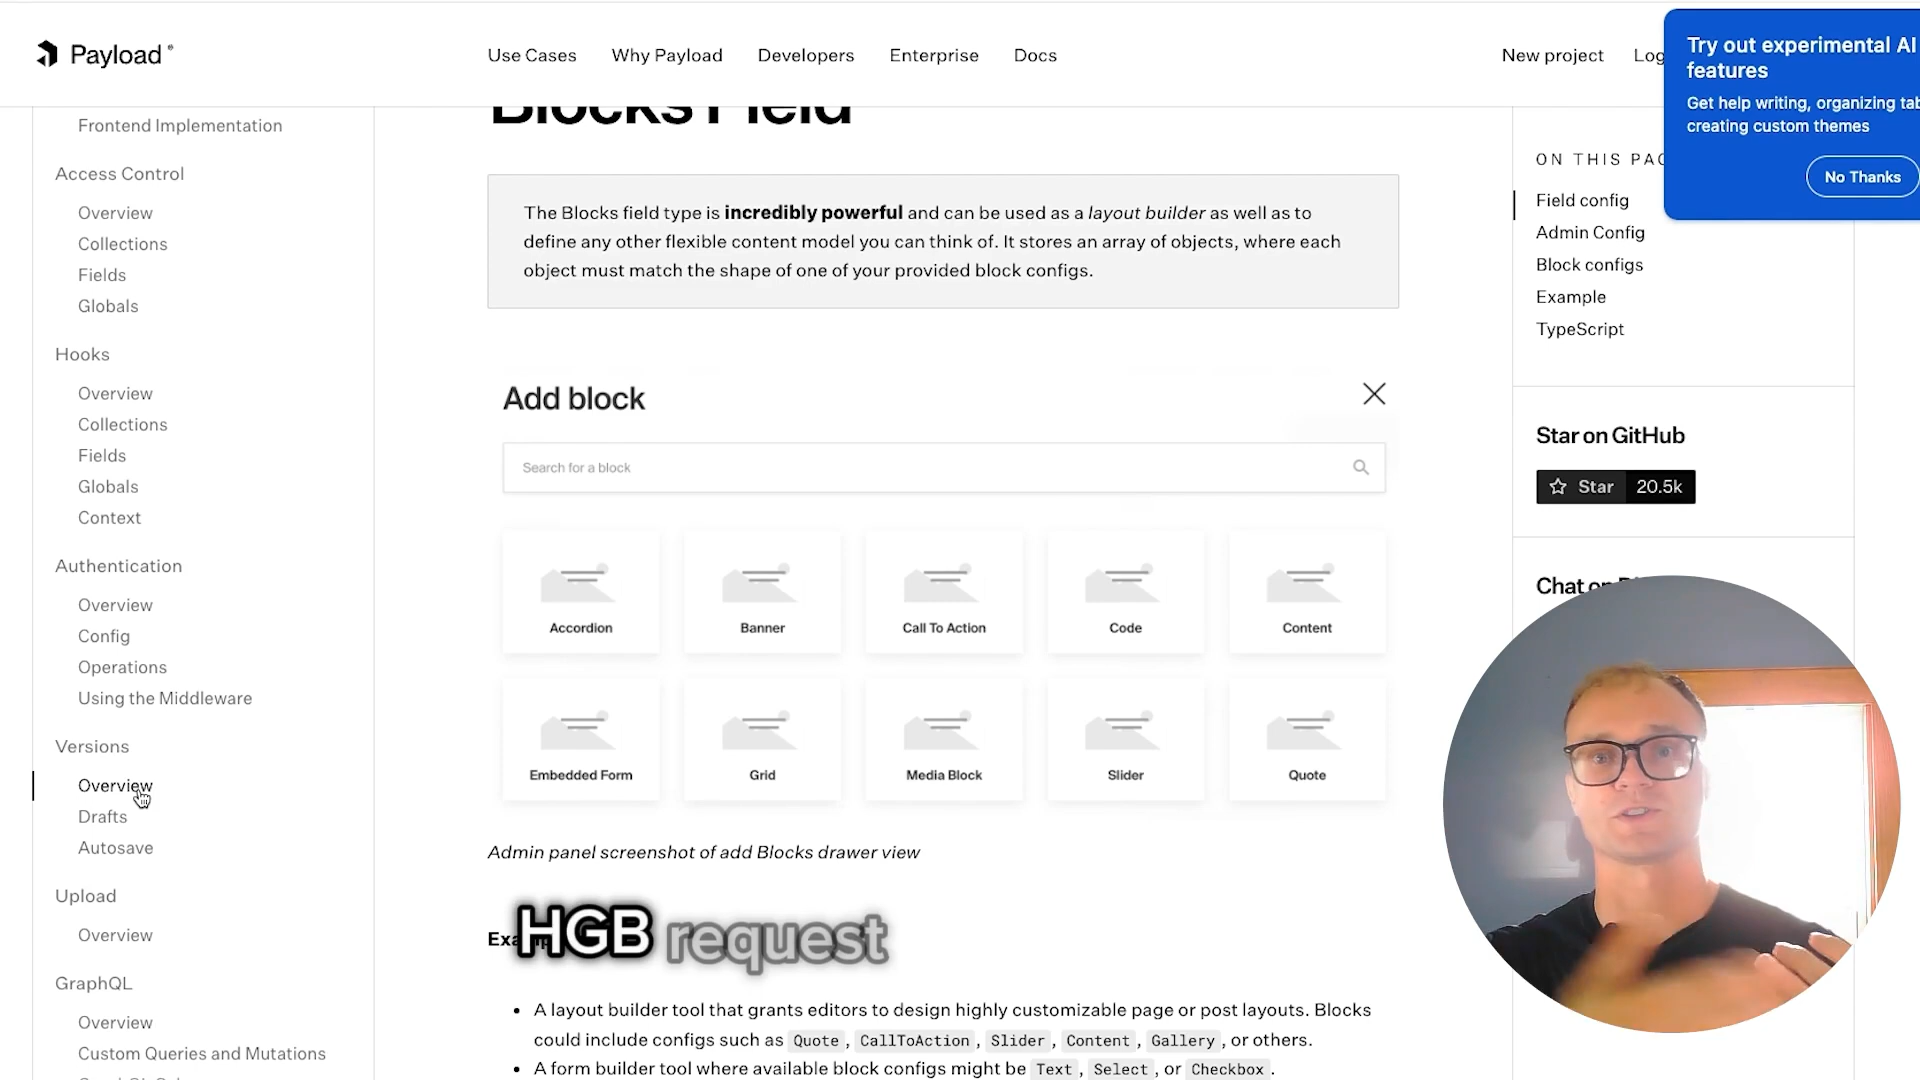 Payload
Use Cases
Why Payload
Developers
Enterprise
Docs
New project
Log
Try out experimental AI
features
Get help writing, organizing tab
creating custom themes
No Thanks
Frontend Implementation
Access Control
Overview
Collections
Fields
Globals
Hooks
Overview
Collections
Fields
Globals
Context
Authentication
Overview
Config
Operations
Using the Middleware
Versions
Overview
Drafts
Autosave
Upload
Overview
GraphQL
Overview
Custom Queries and Mutations
Blocks Field
The Blocks field type is incredibly powerful and can be used as a layout builder as well as to
define any other flexible content model you can think of. It stores an array of objects, where each
object must match the shape of one of your provided block configs.
Add block
Search for a block
Accordion
Banner
Call To Action
Code
Content
Embedded Form
Grid
Media Block
Slider
Quote
Admin panel screenshot of add Blocks drawer view
HGB request
A layout builder tool that grants editors to design highly customizable page or post layouts. Blocks
could include configs such as Quote, CallToAction, Slider, Content, Gallery, or others.
A form builder tool where available block configs might be Text, Select, or Checkbox.
ON THIS PAG
Field config
Admin Config
Block configs
Example
TypeScript
Star on GitHub
Star 20.5k
Chat on